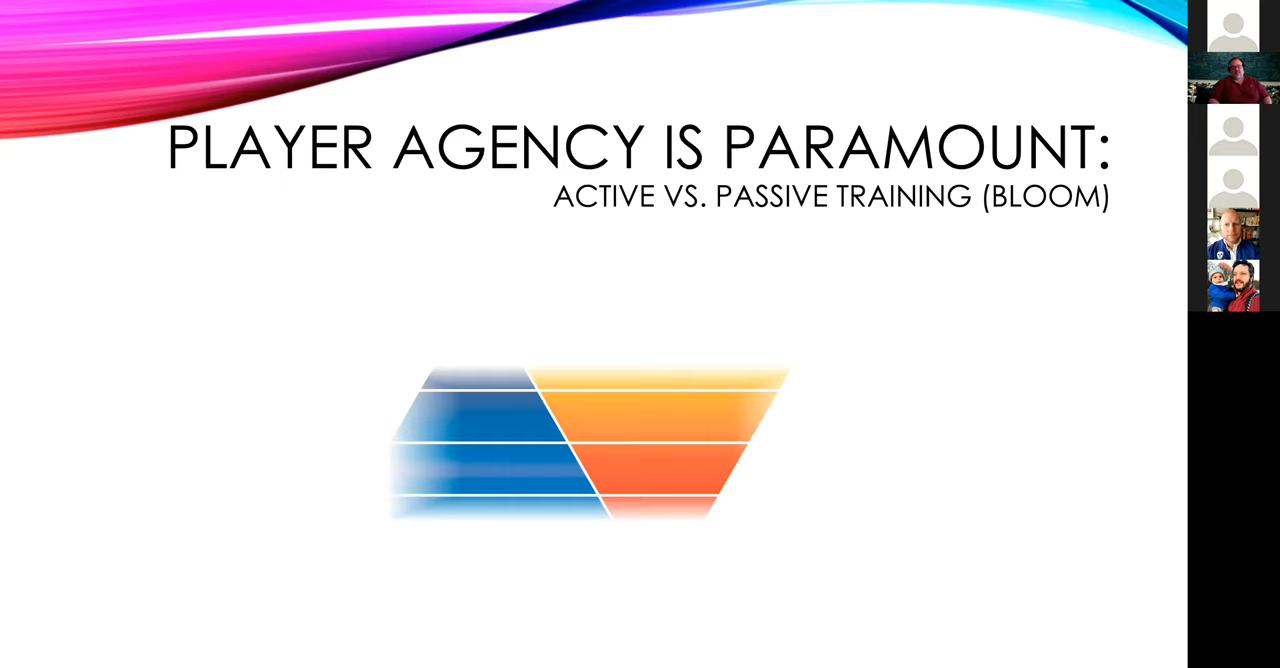 PLAYER AGENCY IS PARAMOUNT:
ACTIVE VS. PASSIVE TRAINING (BLOOM)